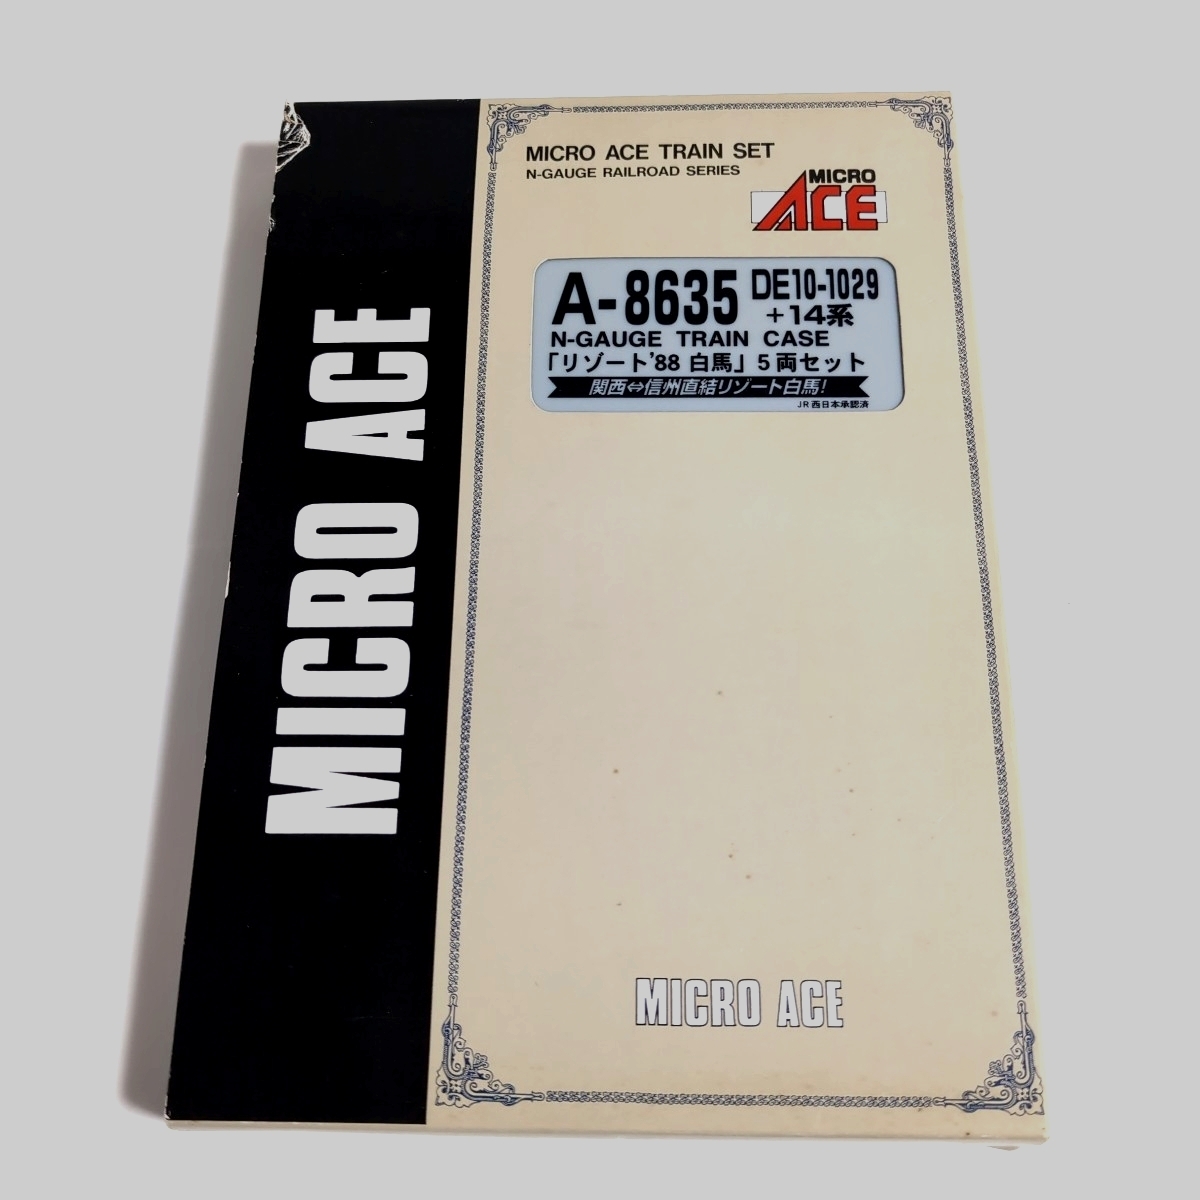 MICRO ACE
MICRO ACE TRAIN SET
N-GAUGE RAILROAD SERIES
MICRO
ACE
A-8635 DE10-1029
+14系
N-GAUGE TRAIN CASE
「リゾート'88 白馬」5両セット
関西⇔信州直結リゾート白馬!
JR西日本承認済
MICRO ACE